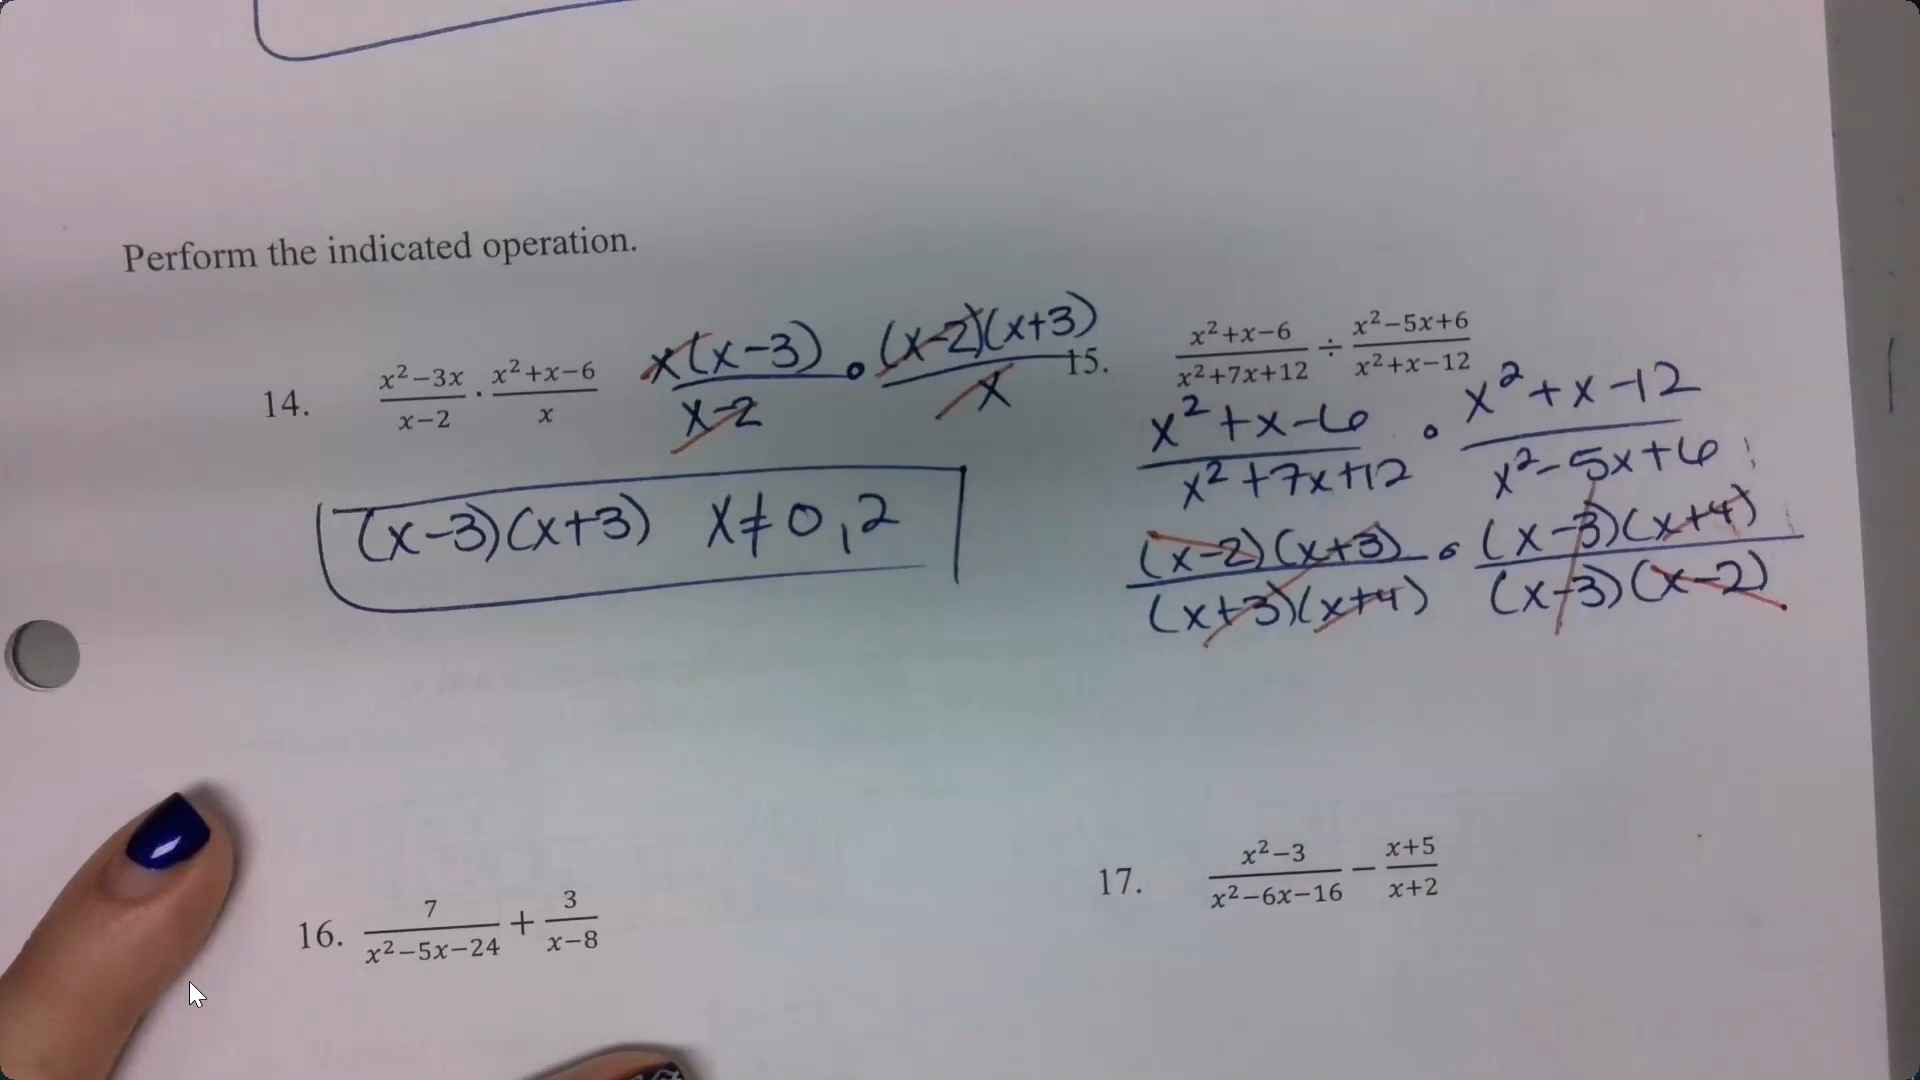 Perform the indicated operation.
14. (x²−3x)/(x−2) · (x²+x−6)/x
x(x−3)/(x−2) • (x−2)(x+3)/x
(x−3)(x+3) x≠0,2
15. (x²+x−6)/(x²+7x+12) ÷ (x²−5x+6)/(x²+x−12)
(x²+x−6)/(x²+7x+12) • (x²+x−12)/(x²−5x+6)
(x−2)(x+3)/(x+3)(x+4) • (x−3)(x+4)/(x−3)(x−2)
16. 7/(x²−5x−24) + 3/(x−8)
17. (x²−3)/(x²−6x−16) − (x+5)/(x+2)